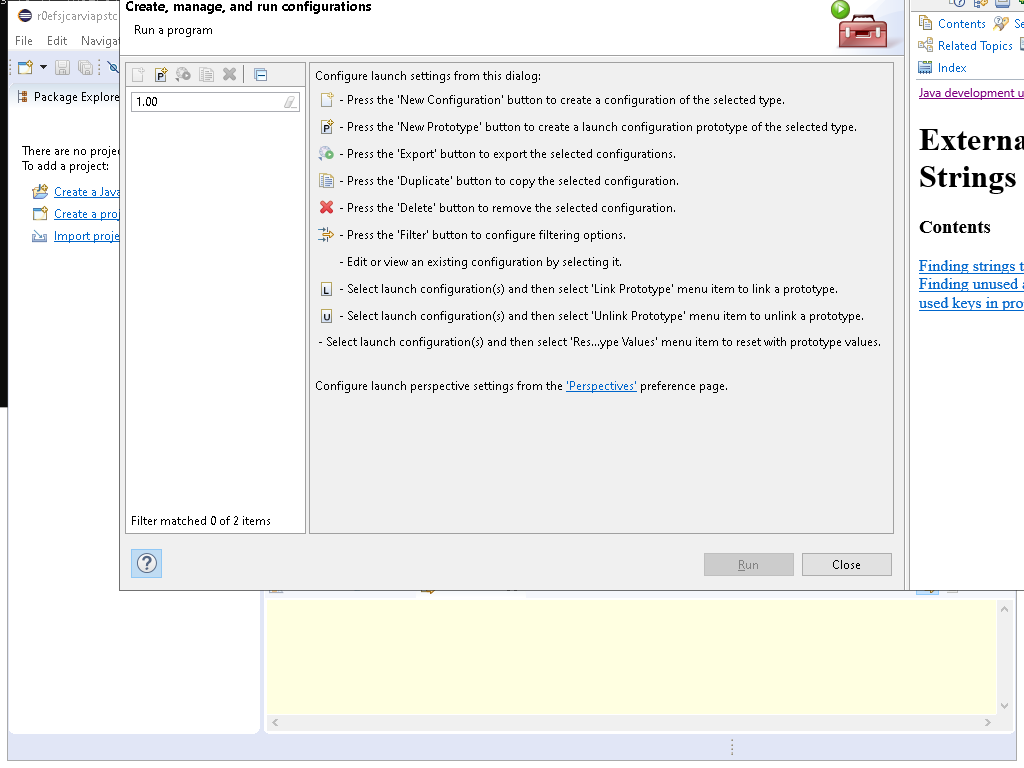 r0efsjcarviapstc
File Edit Navigat
Package Explore
There are no projec
To add a project:
Create a Java
Create a proj
Import proje
Create, manage, and run configurations
Run a program
1.00
Filter matched 0 of 2 items
Configure launch settings from this dialog:
- Press the 'New Configuration' button to create a configuration of the selected type.
- Press the 'New Prototype' button to create a launch configuration prototype of the selected type.
- Press the 'Export' button to export the selected configurations.
- Press the 'Duplicate' button to copy the selected configuration.
- Press the 'Delete' button to remove the selected configuration.
- Press the 'Filter' button to configure filtering options.
- Edit or view an existing configuration by selecting it.
- Select launch configuration(s) and then select 'Link Prototype' menu item to link a prototype.
- Select launch configuration(s) and then select 'Unlink Prototype' menu item to unlink a prototype.
- Select launch configuration(s) and then select 'Res...ype Values' menu item to reset with prototype values.
Configure launch perspective settings from the 'Perspectives' preference page.
Run Close
Contents Se
Related Topics
Index
Java development u
Externa
Strings
Contents
Finding strings t
Finding unused a
used keys in pro